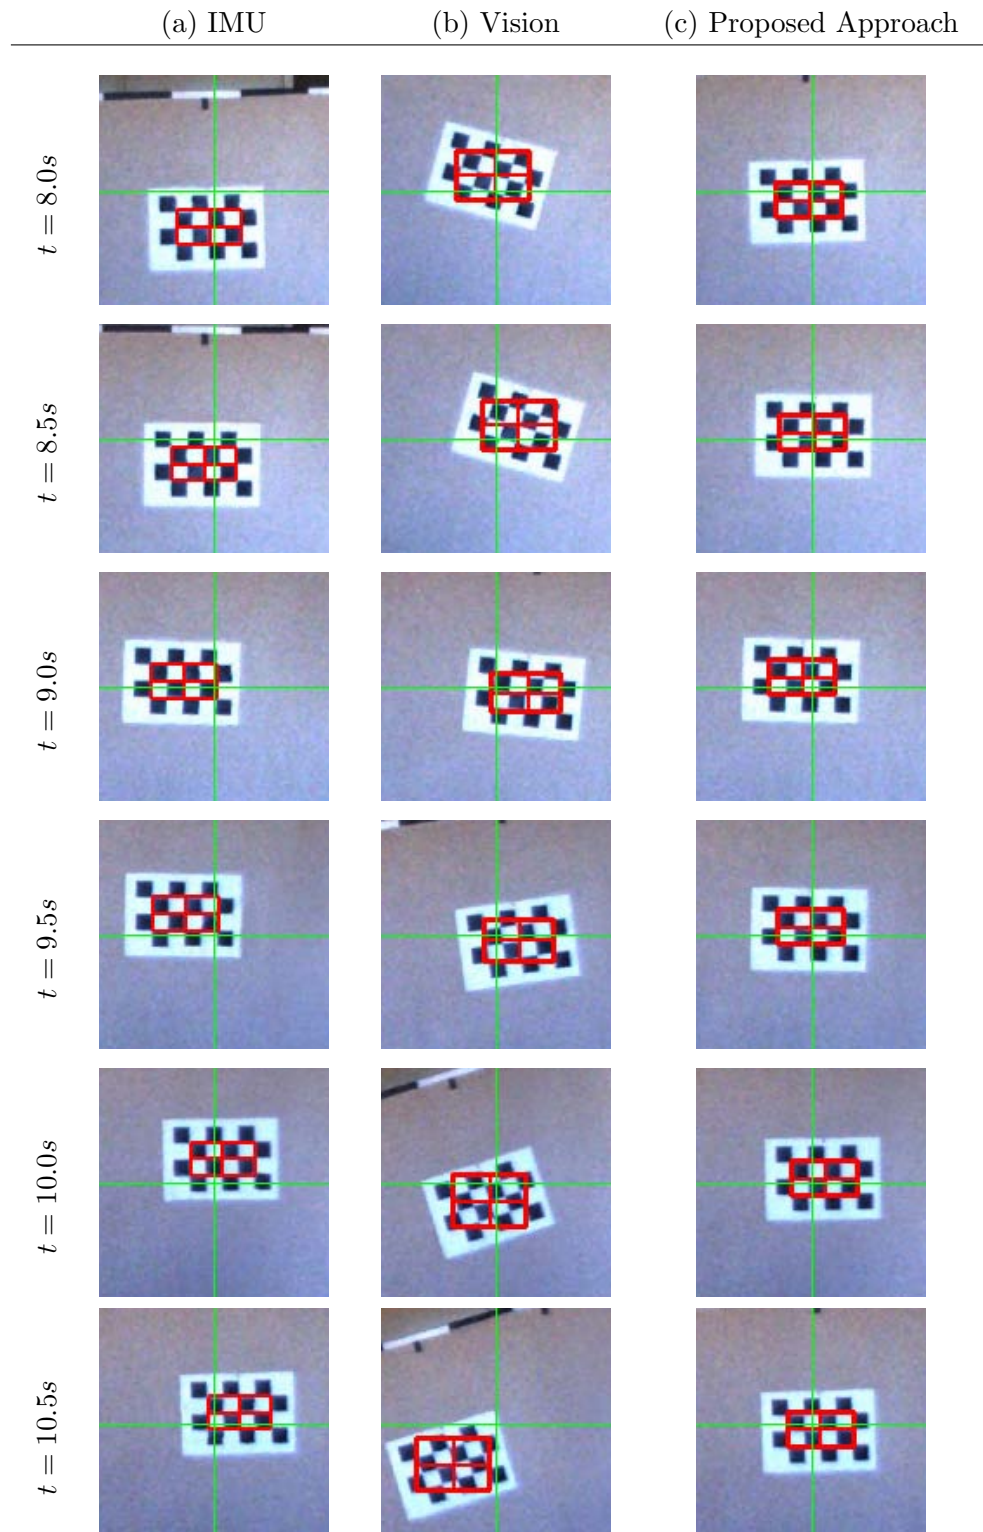 (a) IMU (b) Vision (c) Proposed Approach
t = 8.0s
t = 8.5s
t = 9.0s
t = 9.5s
t = 10.0s
t = 10.5s